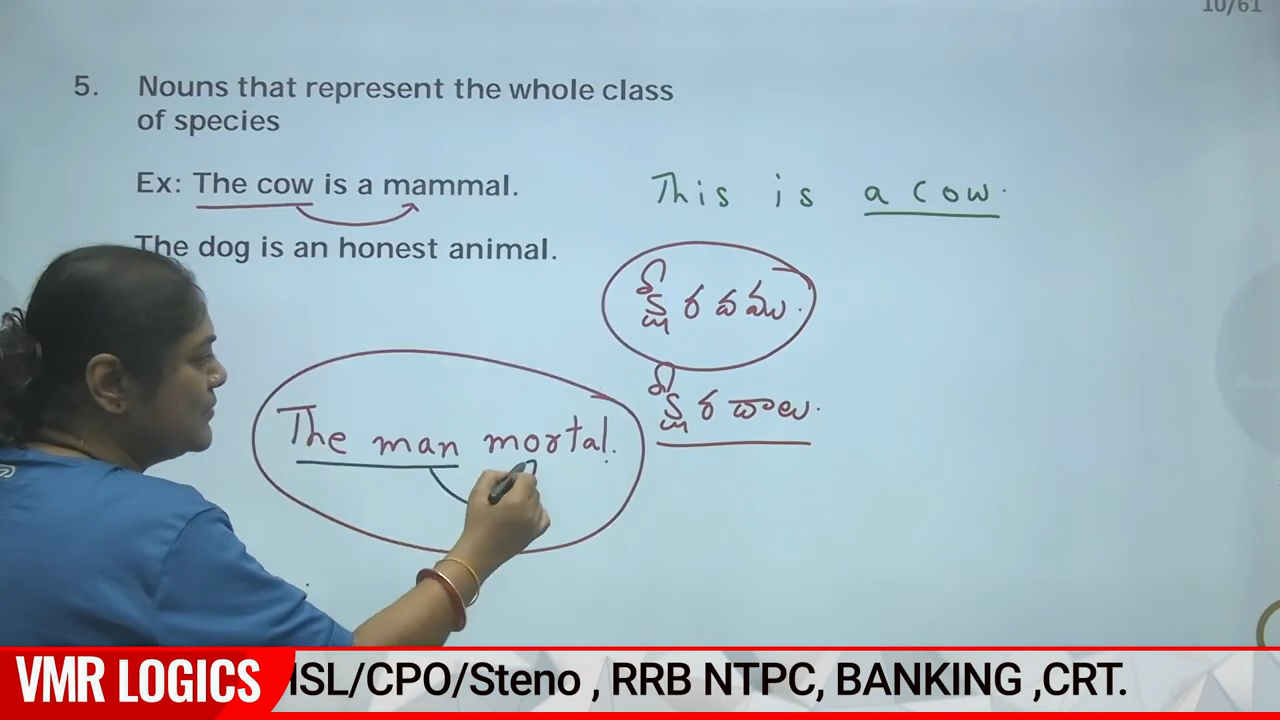 10/61
5. Nouns that represent the whole class
of species
Ex: The cow is a mammal.
This is a cow.
The dog is an honest animal.
క్షీరదము.
క్షీరదాలు.
The man mortal.
VMR LOGICS
HSL/CPO/Steno , RRB NTPC, BANKING ,CRT.